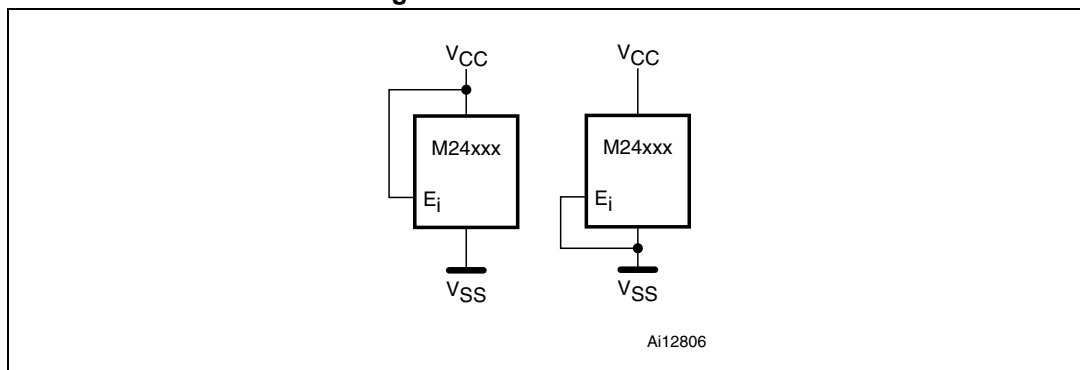 VCC VCC
M24xxx M24xxx
Ei Ei
VSS VSS
Ai12806